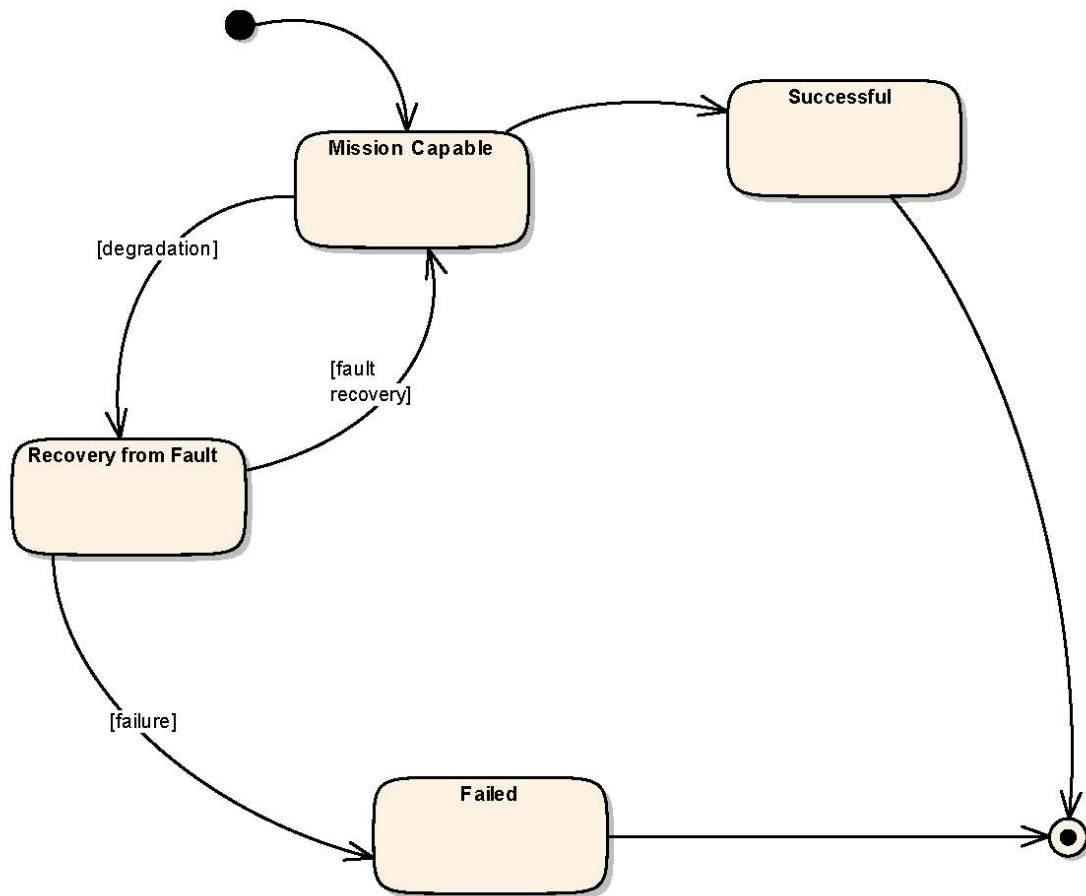 Successful
Mission Capable
[degradation]
[fault
recovery]
Recovery from Fault
[failure]
Failed